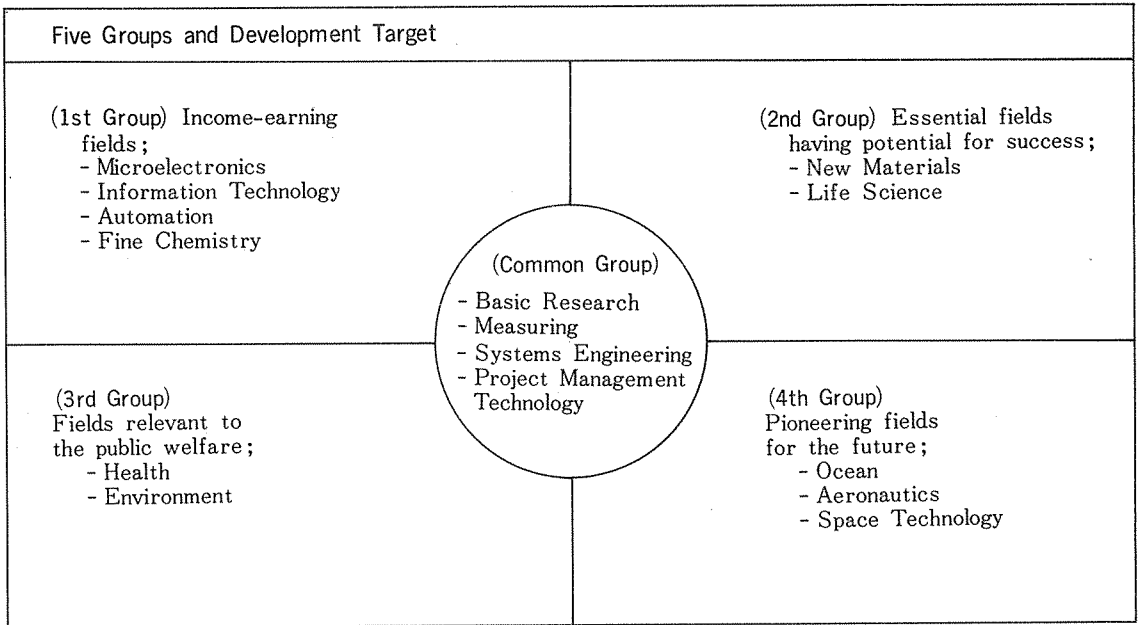 Five Groups and Development Target
(1st Group) Income-earning
fields;
- Microelectronics
- Information Technology
- Automation
- Fine Chemistry
(2nd Group) Essential fields
having potential for success;
- New Materials
- Life Science
(Common Group)
- Basic Research
- Measuring
- Systems Engineering
- Project Management
Technology
(3rd Group)
Fields relevant to
the public welfare;
- Health
- Environment
(4th Group)
Pioneering fields
for the future;
- Ocean
- Aeronautics
- Space Technology